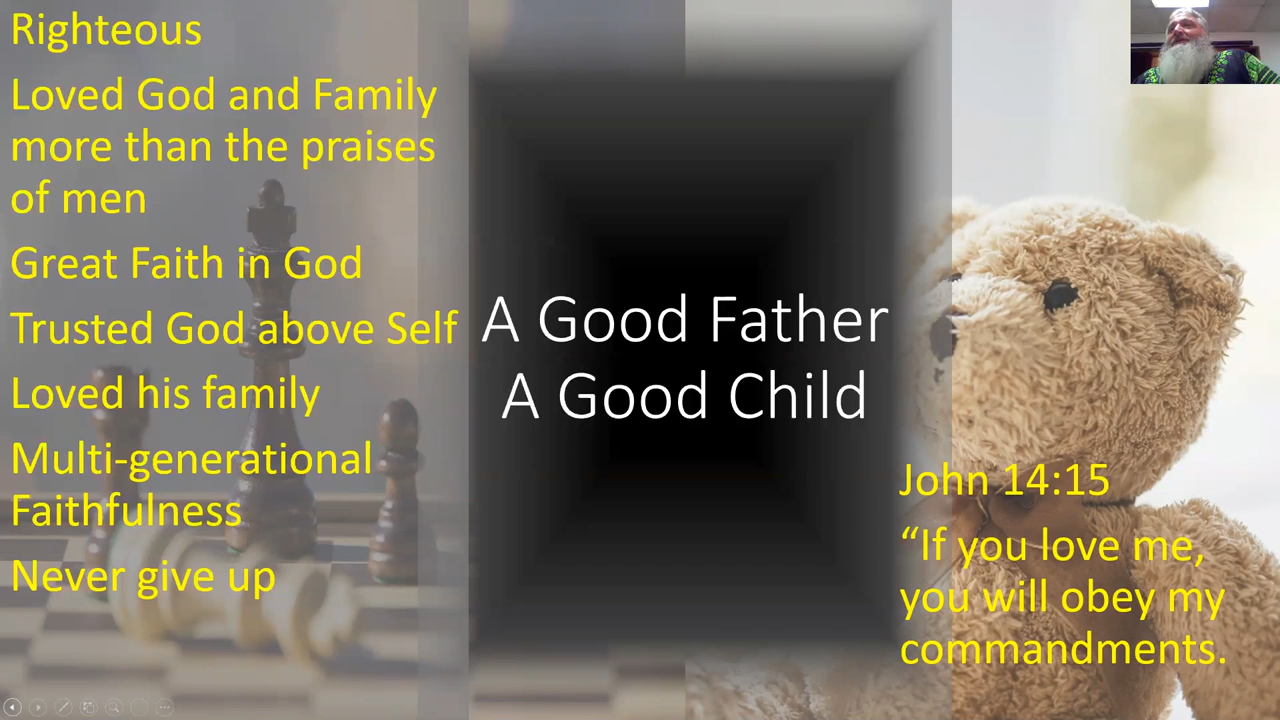 Righteous
Loved God and Family
more than the praises
of men
Great Faith in God
Trusted God above Self
Loved his family
Multi-generational
Faithfulness
Never give up
A Good Father
A Good Child
John 14:15
“If you love me,
you will obey my
commandments.